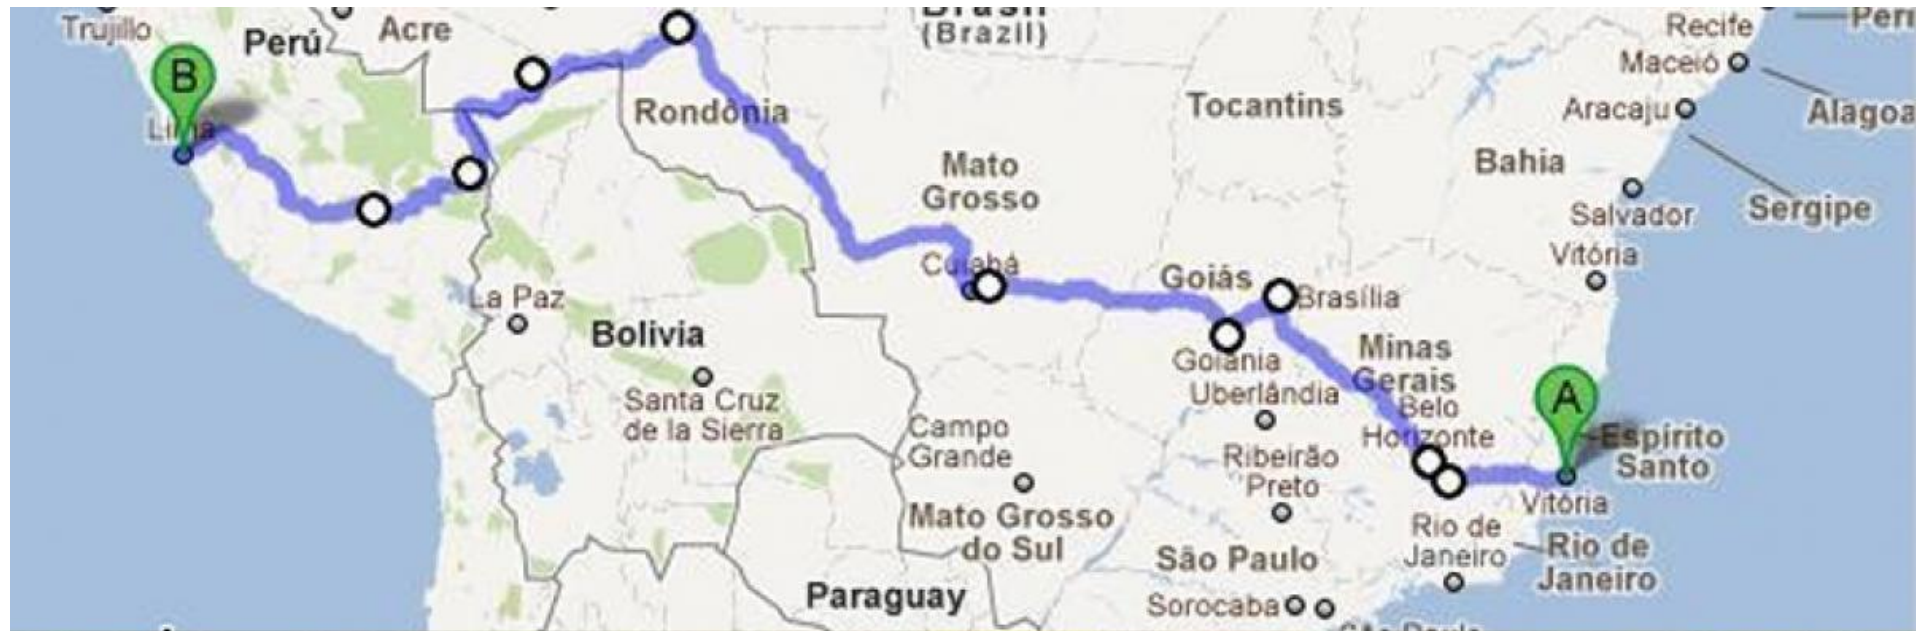 Trujillo
Perú
Acre
(Brazil)
Recife
Maceió
Aracaju
Alagoa
B
Lima
Rondônia
Tocantins
Mato
Grosso
Bahia
Salvador
Sergipe
Vitória
Cuiabá
Goiás
Brasília
La Paz
Bolivia
Goiânia
Minas
Gerais
Uberlândia
Belo
Horizonte
A
Santa Cruz
de la Sierra
Campo
Grande
Ribeirão
Preto
Espírito
Santo
Vitória
Mato Grosso
do Sul
Rio de
Janeiro
Rio de
Janeiro
São Paulo
Paraguay
Sorocaba